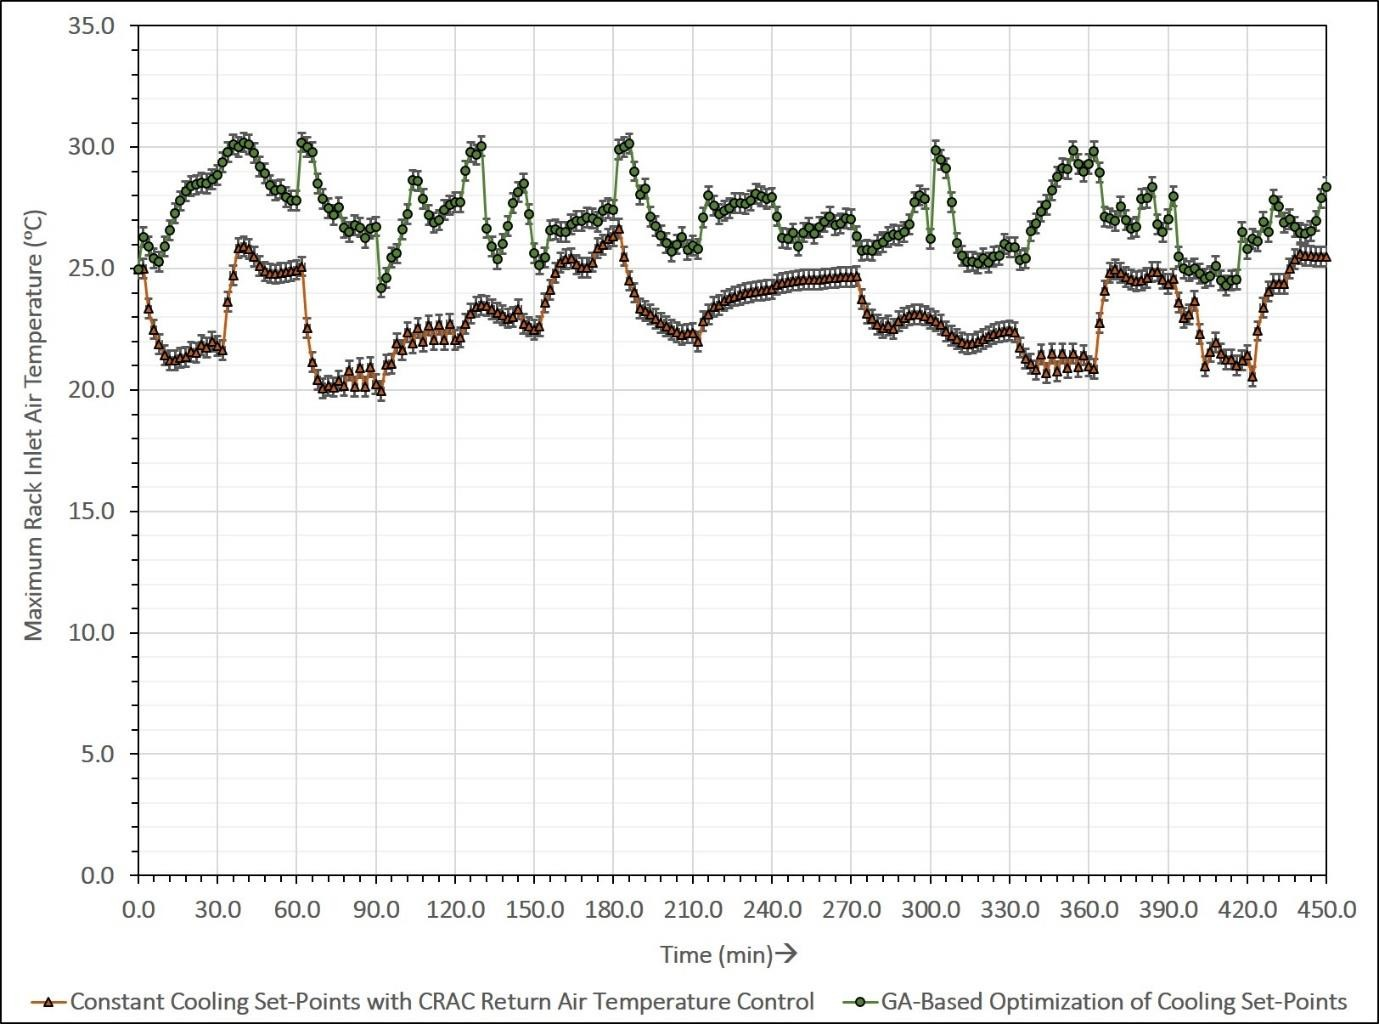 35.0
30.0
25.0
20.0
15.0
10.0
5.0
0.0
Maximum Rack Inlet Air Temperature (ºC)
0.0 30.0 60.0 90.0 120.0 150.0 180.0 210.0 240.0 270.0 300.0 330.0 360.0 390.0 420.0 450.0
Time (min)→
Constant Cooling Set-Points with CRAC Return Air Temperature Control GA-Based Optimization of Cooling Set-Points